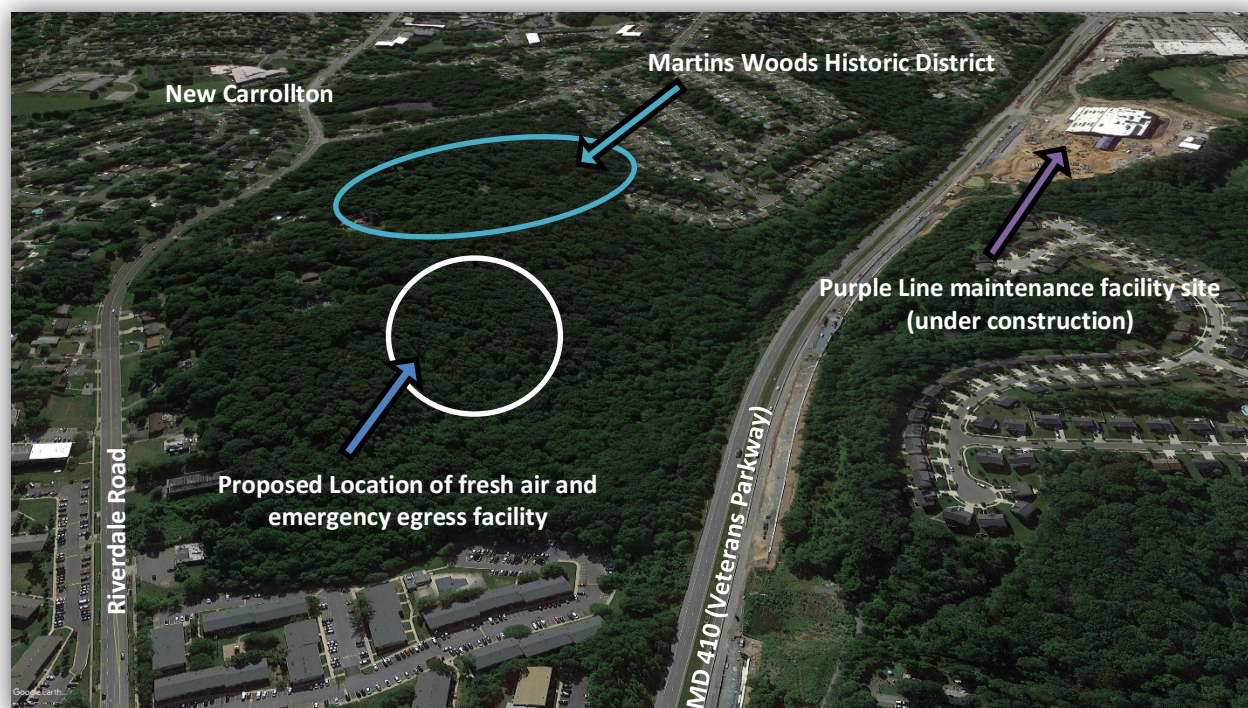 Martins Woods Historic District
New Carrollton
Purple Line maintenance facility site
(under construction)
Proposed Location of fresh air and
emergency egress facility
Riverdale Road
MD 410 (Veterans Parkway)
Google Earth